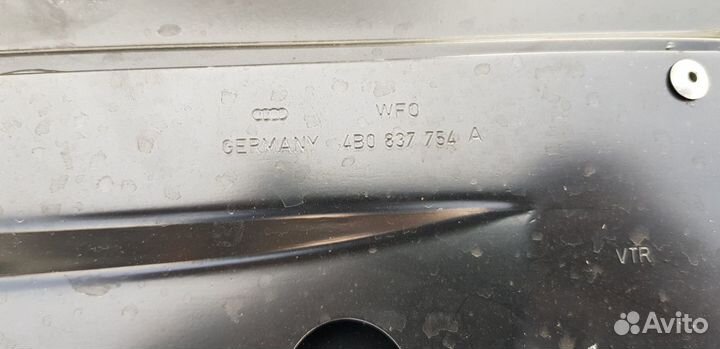 WFO
GERMANY 4B0 837 754 A
VTR
Avito